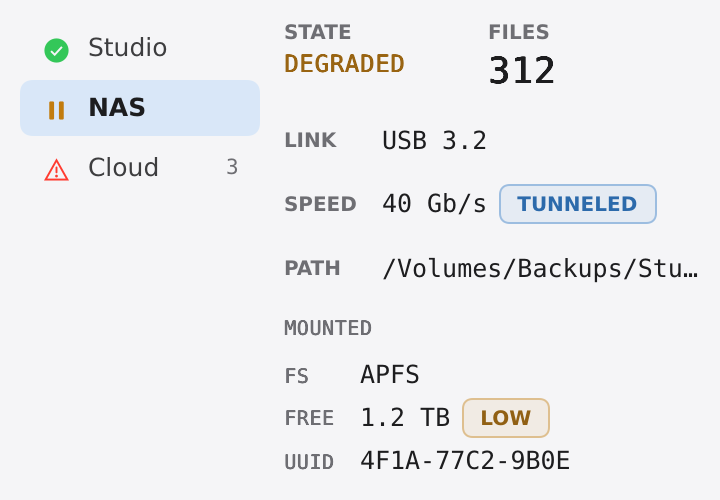 Studio
NAS
Cloud 3
STATE FILES
DEGRADED 312
LINK USB 3.2
SPEED 40 Gb/s TUNNELED
PATH /Volumes/Backups/Stu…
MOUNTED
FS APFS
FREE 1.2 TB LOW
UUID 4F1A-77C2-9B0E